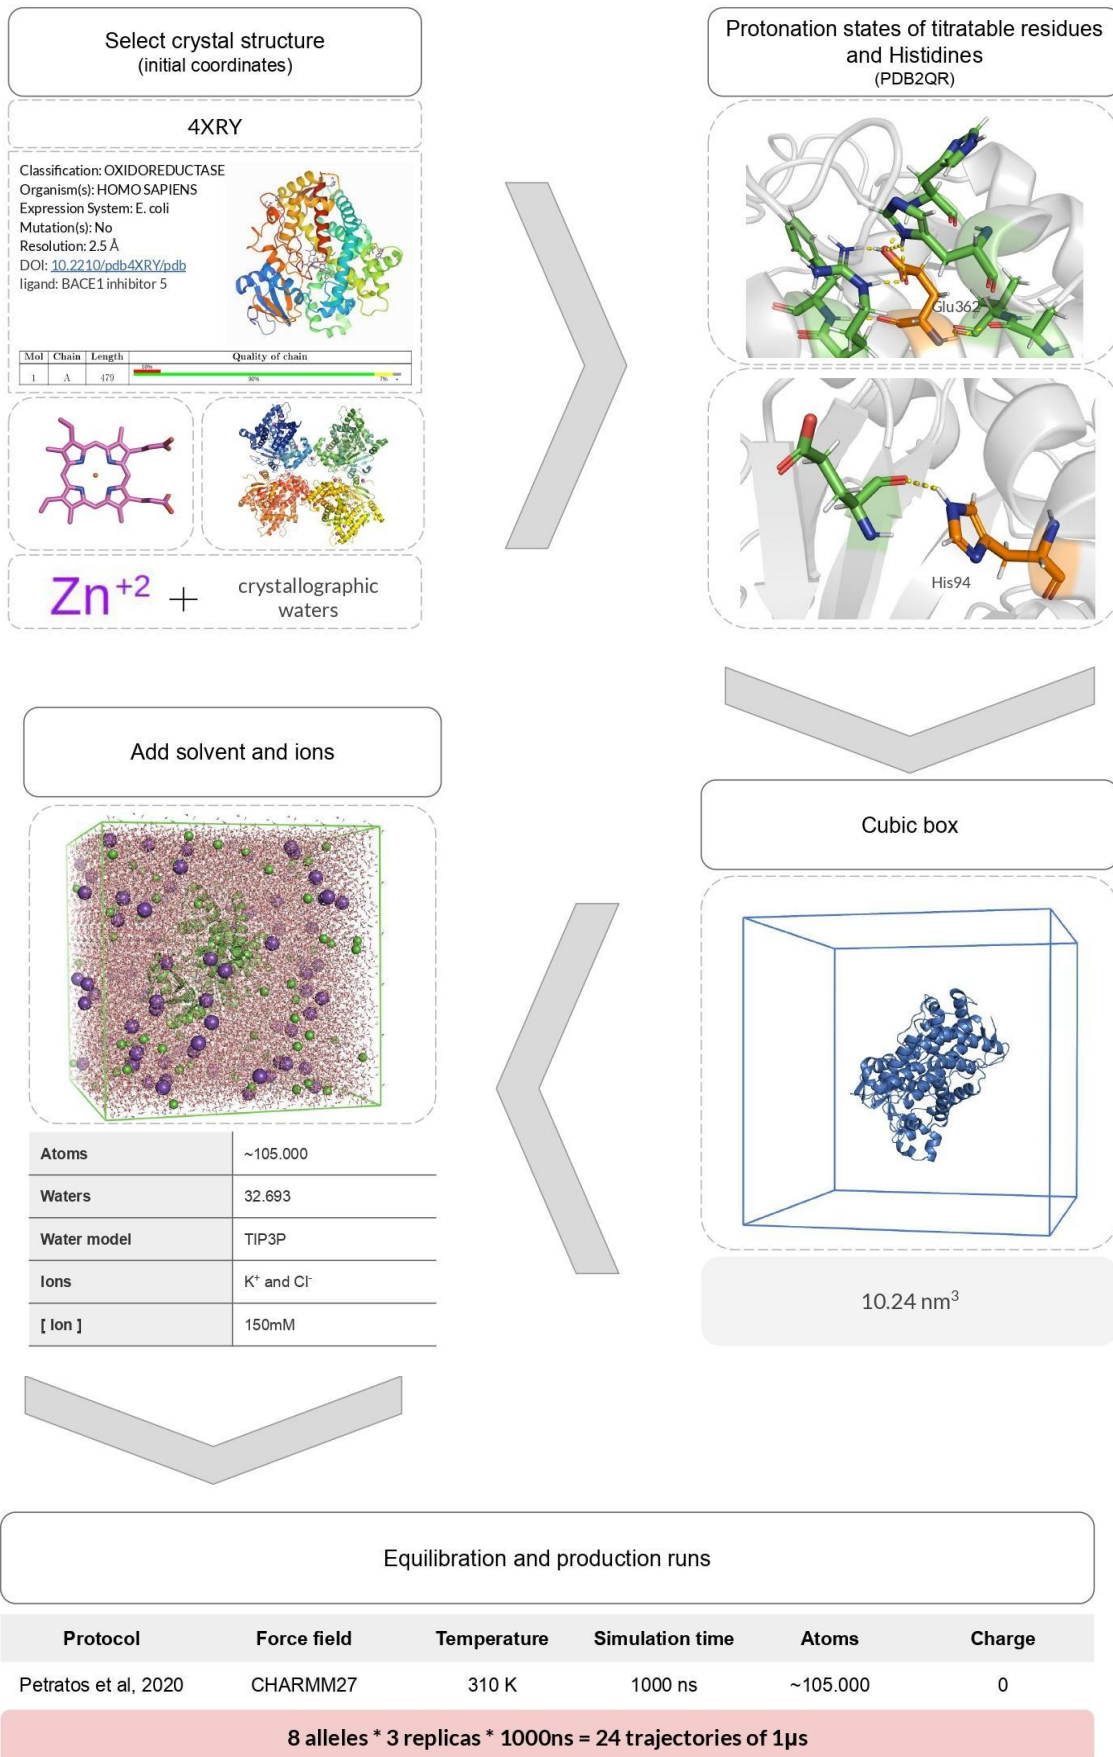 Select crystal structure
(initial coordinates)
4XRY
Classification: OXIDOREDUCTASE
Organism(s): HOMO SAPIENS
Expression System: E. coli
Mutation(s): No
Resolution: 2.5 Å
DOI: 10.2210/pdb4XRY/pdb
ligand: BACE1 inhibitor 5
Mol Chain Length Quality of chain
10%
1 A 479
90% 7%
Zn+2 + crystallographic waters
Protonation states of titratable residues
and Histidines
(PDB2QR)
Glu362
His94
Cubic box
10.24 nm³
Add solvent and ions
Atoms ~105.000
Waters 32.693
Water model TIP3P
Ions K⁺ and Cl⁻
[ Ion ] 150mM
Equilibration and production runs
Protocol Force field Temperature Simulation time Atoms Charge
Petratos et al, 2020 CHARMM27 310 K 1000 ns ~105.000 0
8 alleles * 3 replicas * 1000ns = 24 trajectories of 1µs